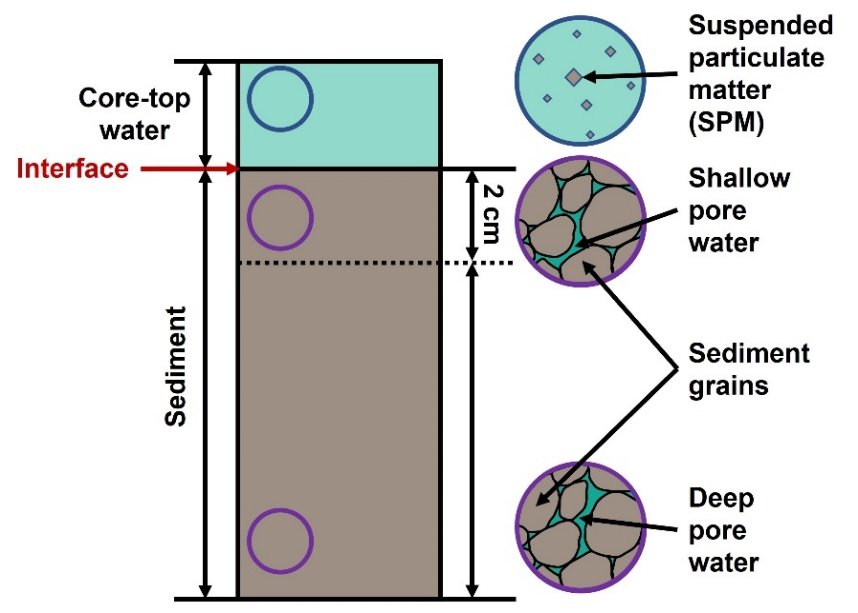 Core-top
water
Interface
Sediment
2 cm
Suspended
particulate
matter
(SPM)
Shallow
pore
water
Sediment
grains
Deep
pore
water